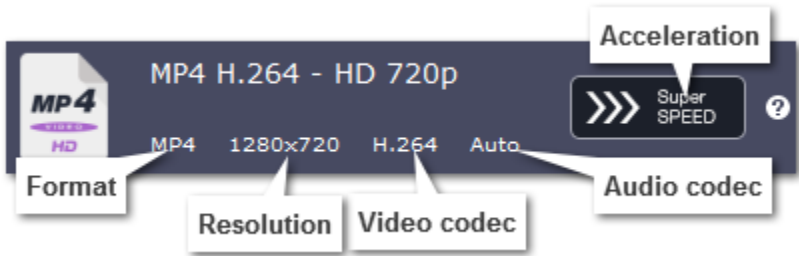 Acceleration
MP4 H.264 - HD 720p
MP4
VIDEO
HD
Super
SPEED
?
MP4 1280x720 H.264 Auto
Format
Audio codec
Resolution
Video codec